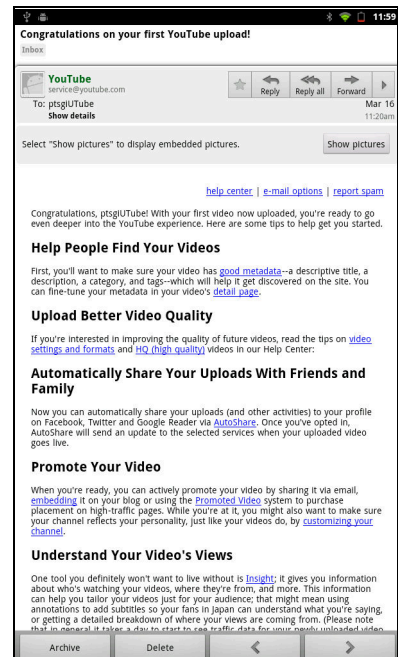 11:59
Congratulations on your first YouTube upload!
Inbox
YouTube
service@youtube.com
Reply
Reply all
Forward
To: ptsgiUTube
Mar 16
Show details
11:20am
Select "Show pictures" to display embedded pictures.
Show pictures
help center | e-mail options | report spam
Congratulations, ptsgiUTube! With your first video now uploaded, you're ready to go
even deeper into the YouTube experience. Here are some tips to help get you started.
Help People Find Your Videos
First, you'll want to make sure your video has good metadata--a descriptive title, a
description, a category, and tags--which will help it get discovered on the site. You
can fine-tune your metadata in your video's detail page.
Upload Better Video Quality
If you're interested in improving the quality of future videos, read the tips on video
settings and formats and HQ (high quality) videos in our Help Center:
Automatically Share Your Uploads With Friends and
Family
Now you can automatically share your uploads (and other activities) to your profile
on Facebook, Twitter and Google Reader via AutoShare. Once you've opted in,
AutoShare will send an update to the selected services when your uploaded video
goes live.
Promote Your Video
When you're ready, you can actively promote your video by sharing it via email,
embedding it on your blog or using the Promoted Video system to purchase
placement on high-traffic pages. While you're at it, you might also want to make sure
your channel reflects your personality, just like your videos do, by customizing your
channel.
Understand Your Video's Views
One tool you definitely won't want to live without is Insight; it gives you information
about who's watching your videos, where they're from, and more. This information
can help you tailor your videos just for your audience; that might mean using
annotations to add subtitles so your fans in Japan can understand what you're saying,
or getting a detailed breakdown of where your views are coming from. (Please note
that in general it takes a day to start to see traffic data for your newly uploaded video
Archive
Delete